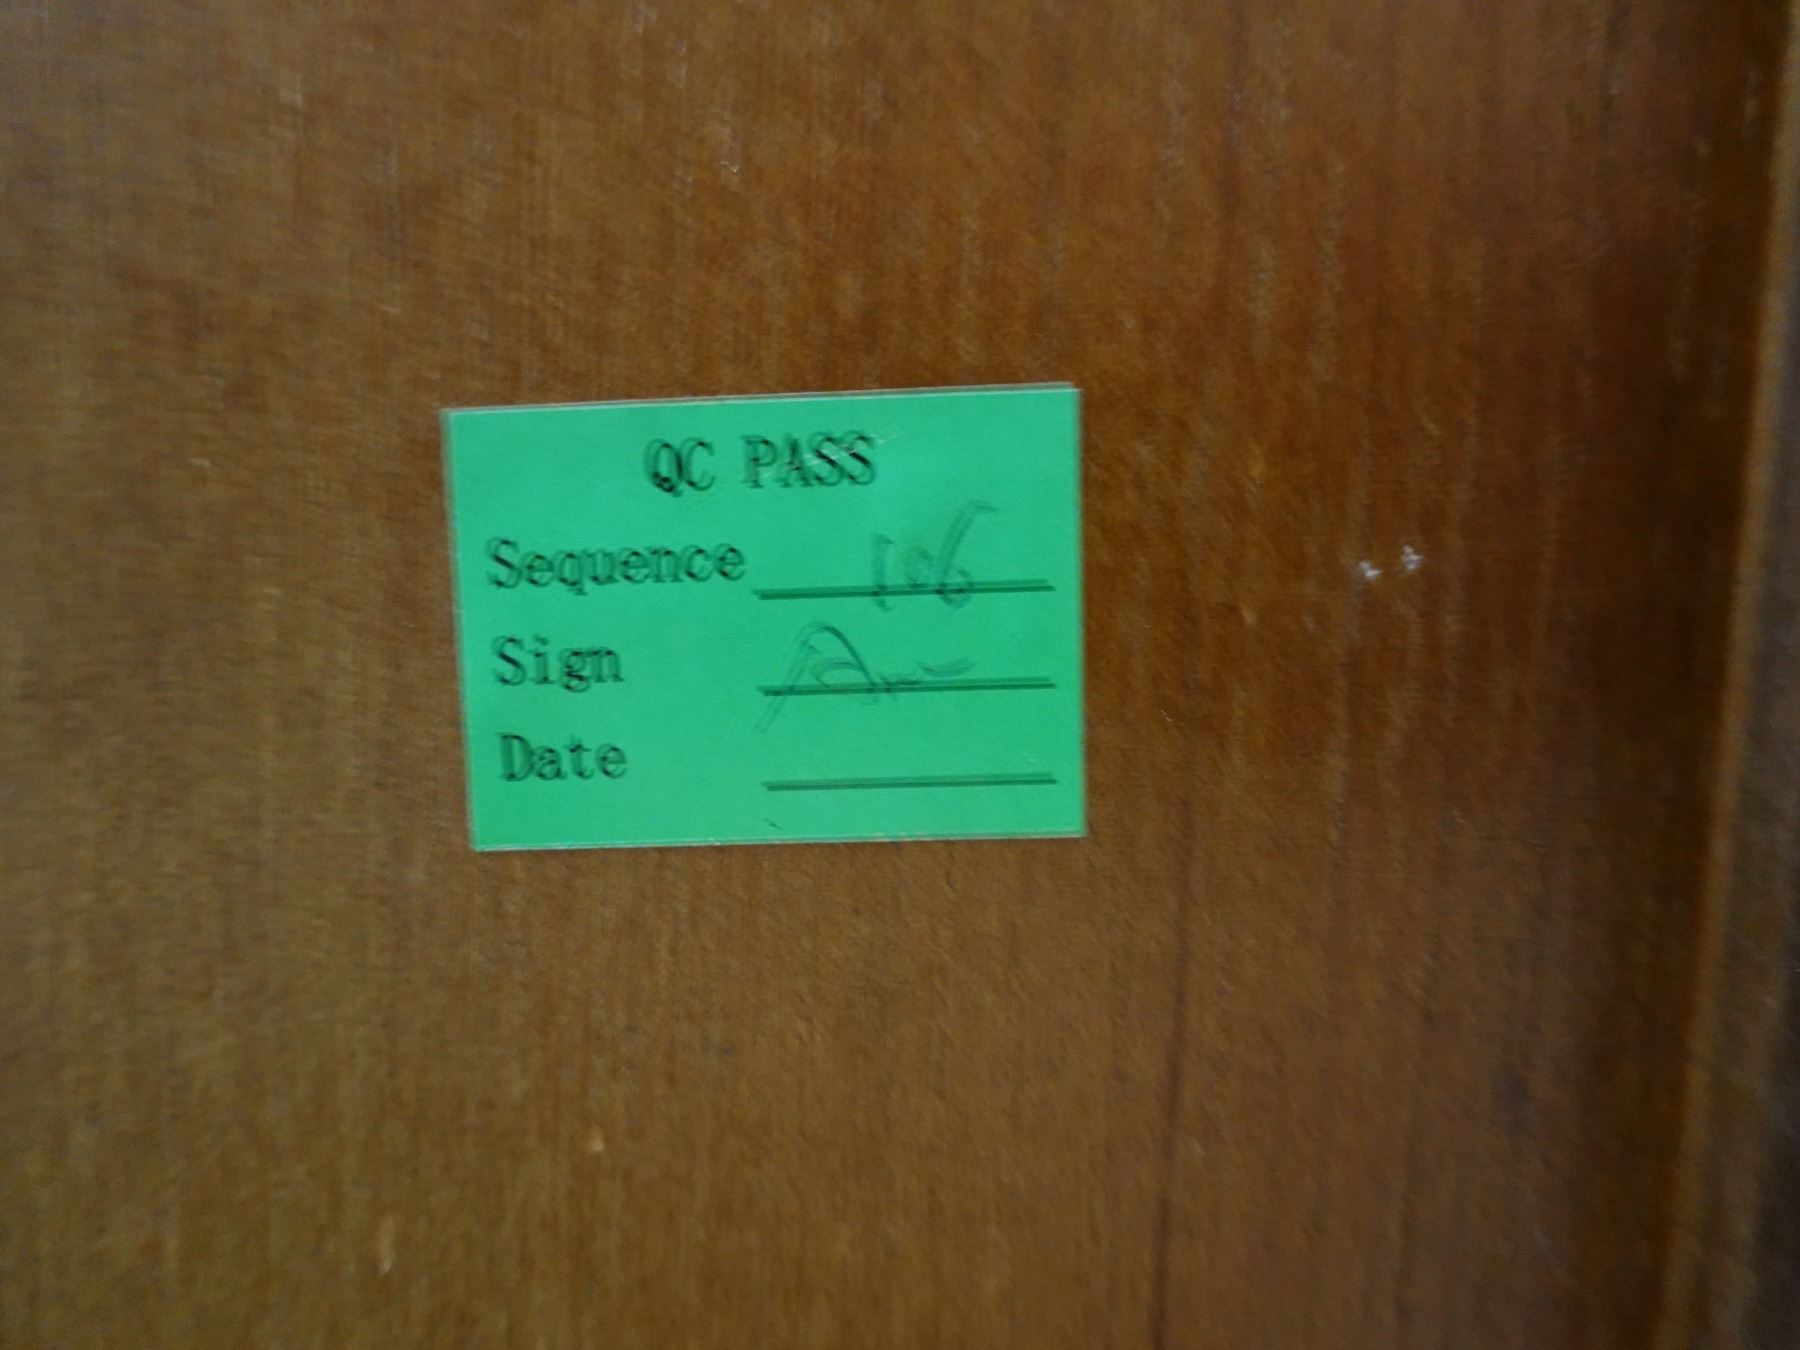 QC PASS
Sequence 106
Sign
Date